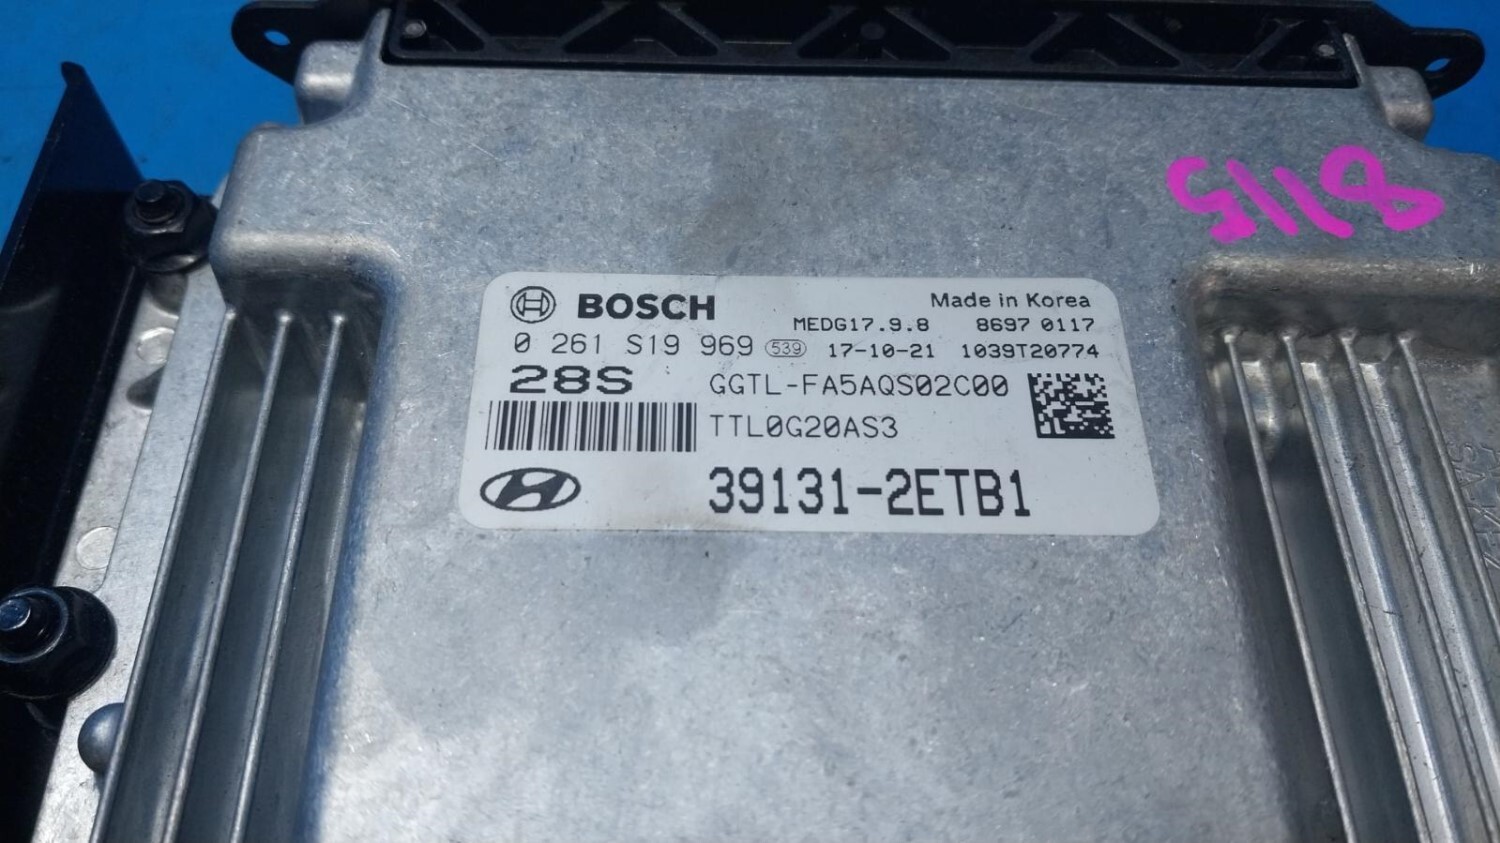 8115
BOSCH Made in Korea
MEDG17.9.8 8697 0117
0 261 S19 969 539 17-10-21 1039T20774
28S GGTL-FA5AQS02C00
TTL0G20AS3
39131-2ETB1